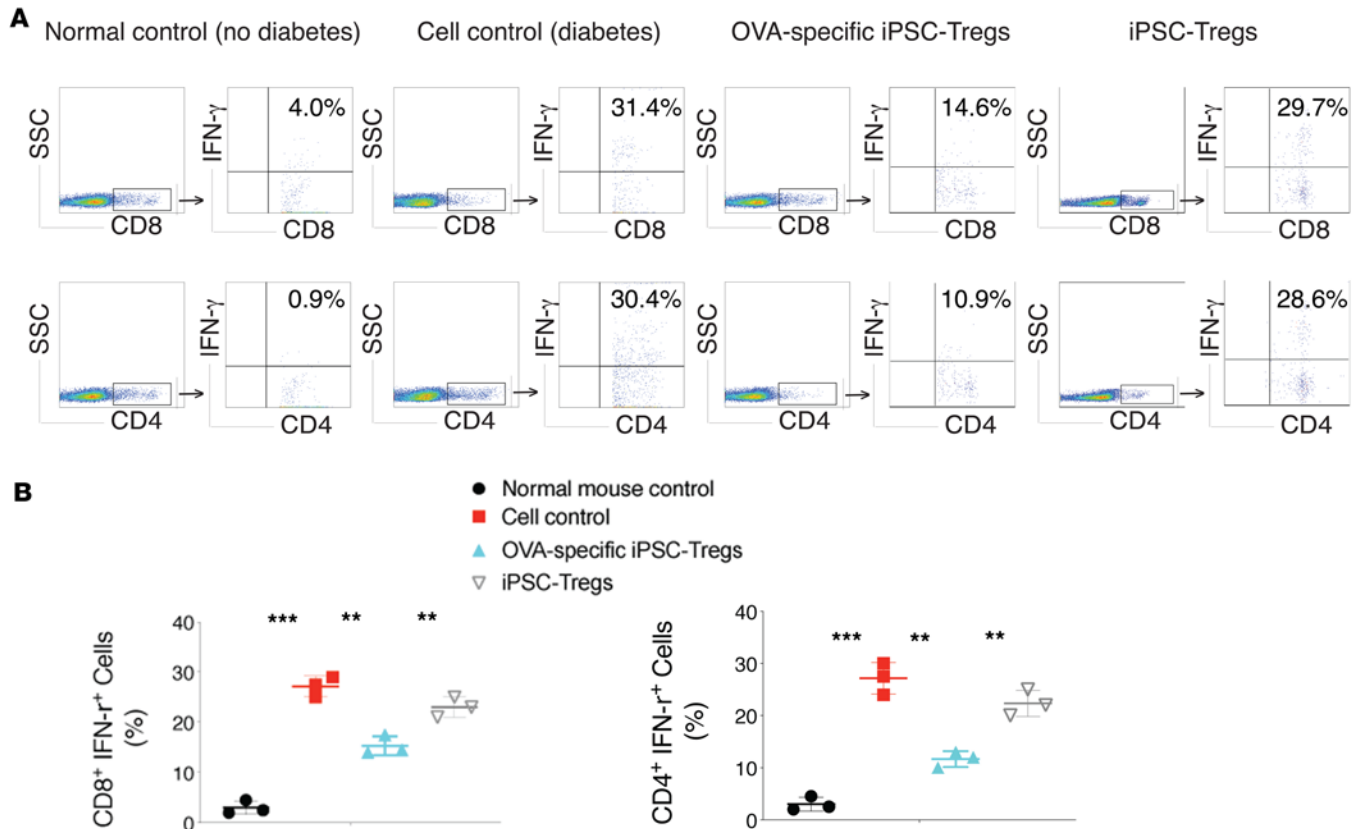 A
Normal control (no diabetes) Cell control (diabetes) OVA-specific iPSC-Tregs iPSC-Tregs
SSC IFN-γ 4.0% SSC IFN-γ 31.4% SSC IFN-γ 14.6% SSC IFN-γ 29.7%
CD8 CD8 CD8 CD8 CD8 CD8 CD8 CD8
SSC IFN-γ 0.9% SSC IFN-γ 30.4% SSC IFN-γ 10.9% SSC IFN-γ 28.6%
CD4 CD4 CD4 CD4 CD4 CD4 CD4 CD4
B
Normal mouse control
Cell control
OVA-specific iPSC-Tregs
iPSC-Tregs
CD8⁺ IFN-r⁺ Cells
(%)
40
30
20
10
0
*** ** **
CD4⁺ IFN-r⁺ Cells
(%)
40
30
20
10
0
*** ** **